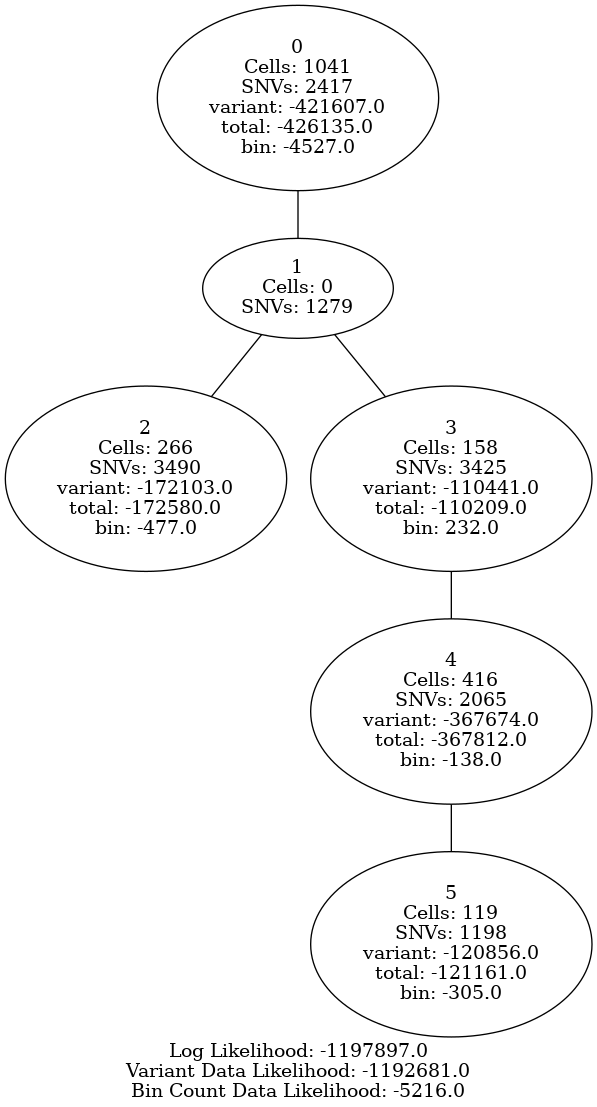 0
Cells: 1041
SNVs: 2417
variant: -421607.0
total: -426135.0
bin: -4527.0
1
Cells: 0
SNVs: 1279
2
Cells: 266
SNVs: 3490
variant: -172103.0
total: -172580.0
bin: -477.0
3
Cells: 158
SNVs: 3425
variant: -110441.0
total: -110209.0
bin: 232.0
4
Cells: 416
SNVs: 2065
variant: -367674.0
total: -367812.0
bin: -138.0
5
Cells: 119
SNVs: 1198
variant: -120856.0
total: -121161.0
bin: -305.0
Log Likelihood: -1197897.0
Variant Data Likelihood: -1192681.0
Bin Count Data Likelihood: -5216.0